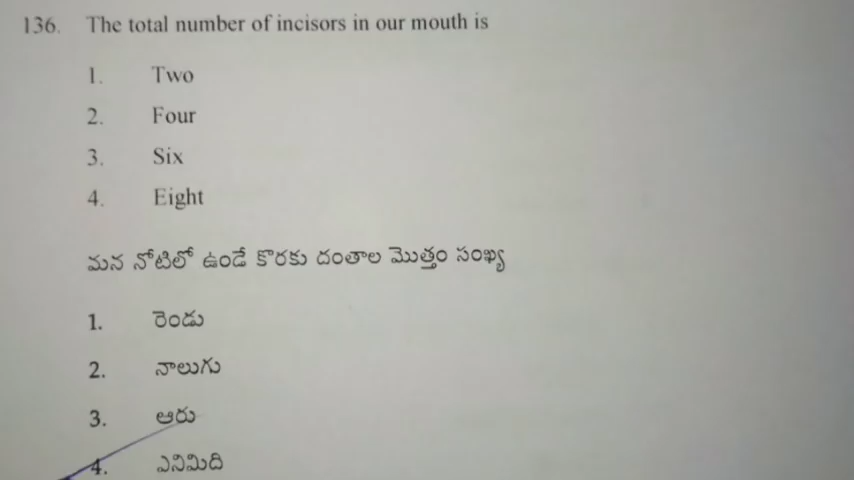 136. The total number of incisors in our mouth is
1. Two
2. Four
3. Six
4. Eight
మన నోటిలో ఉండే కొరకు దంతాల మొత్తం సంఖ్య
1. రెండు
2. నాలుగు
3. ఆరు
4. ఎనిమిది